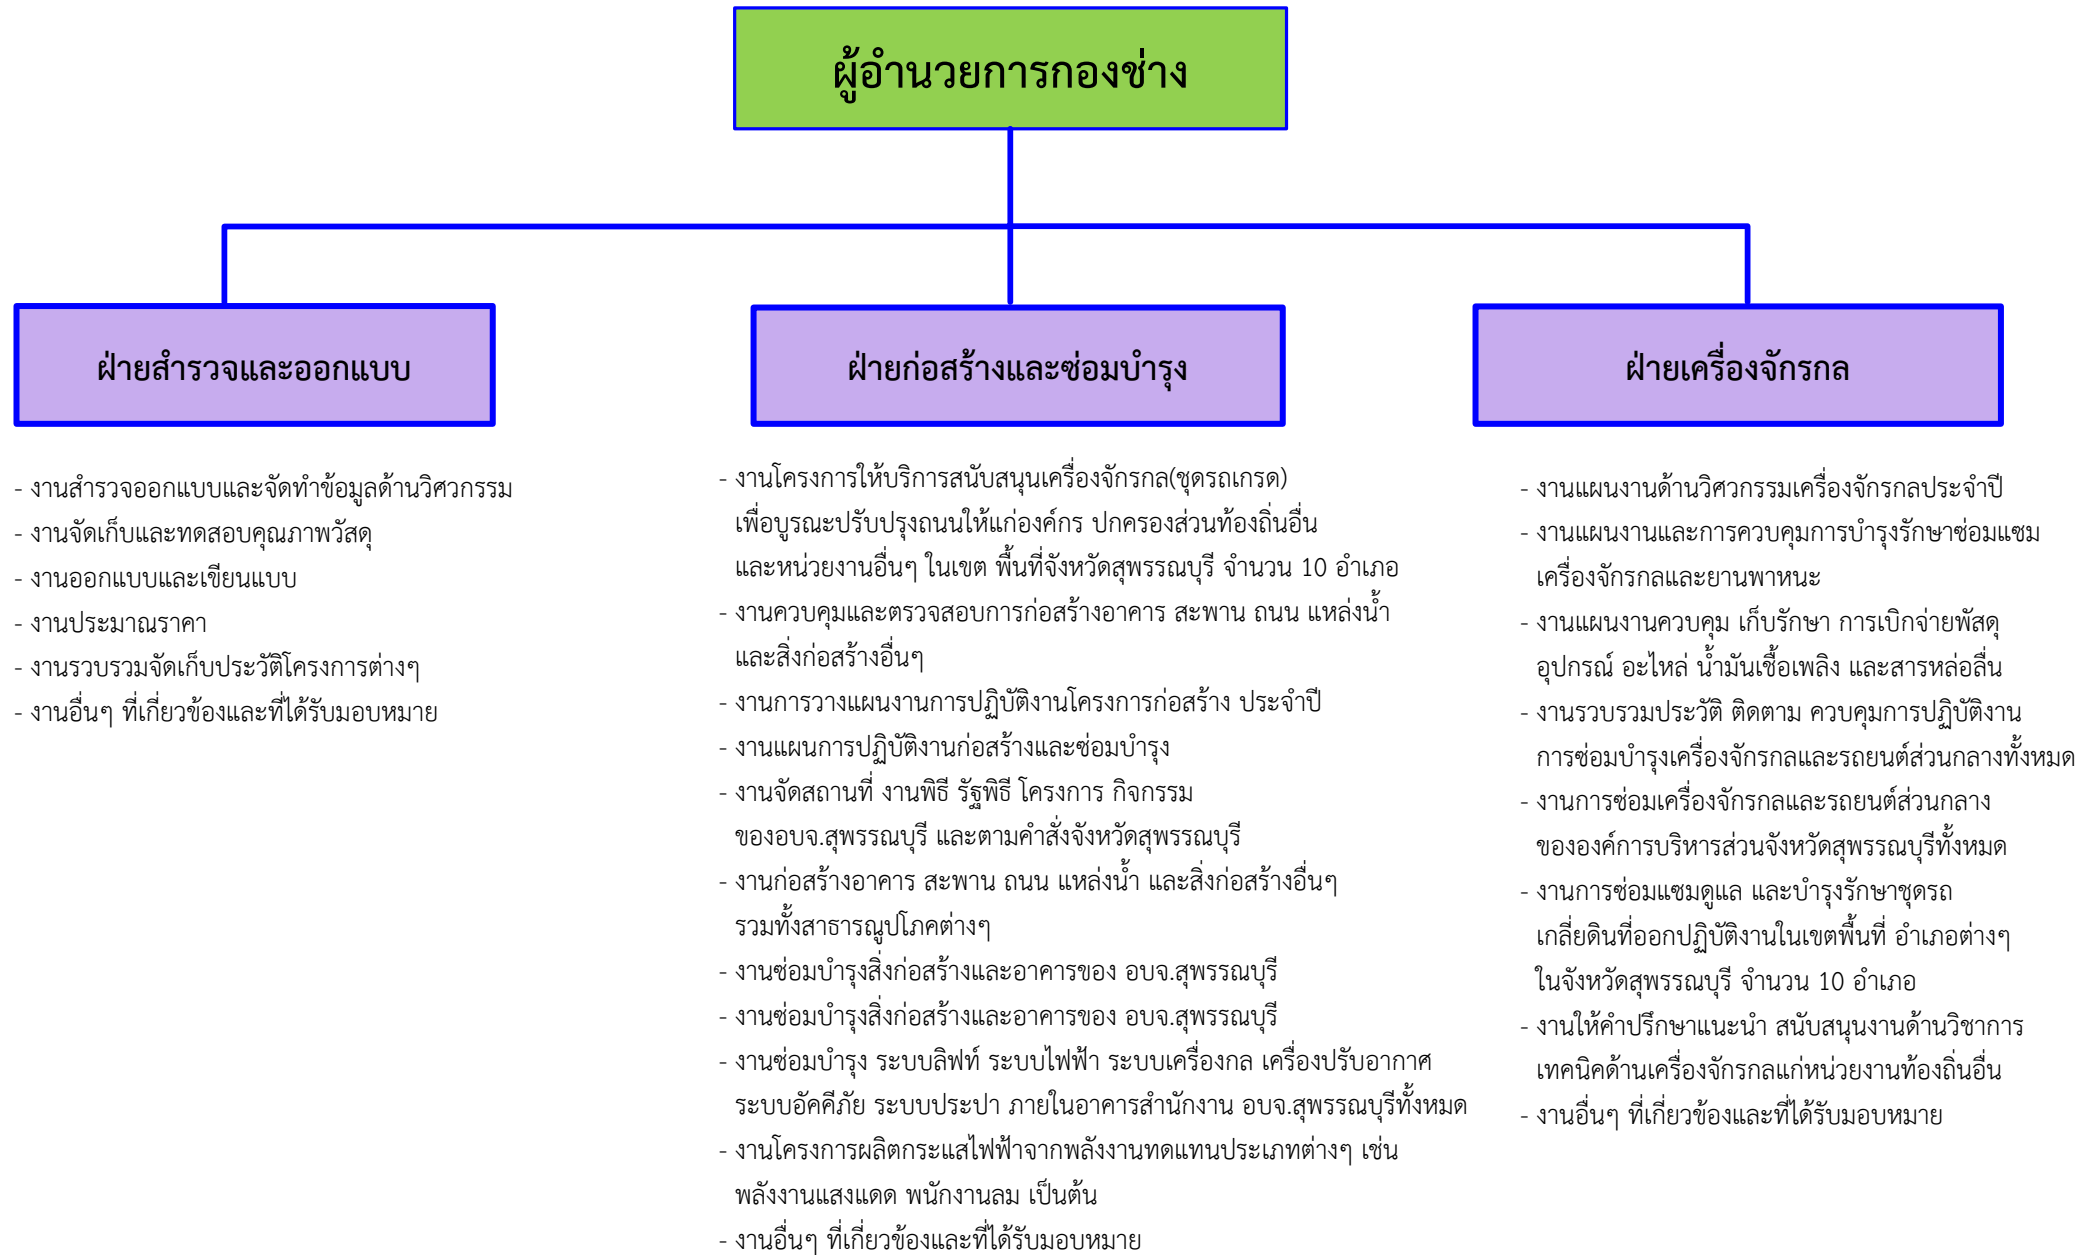 ผู้อำนวยการกองช่าง
ฝ่ายสำรวจและออกแบบ
- งานสำรวจออกแบบและจัดทำข้อมูลด้านวิศวกรรม
- งานจัดเก็บและทดสอบคุณภาพวัสดุ
- งานออกแบบและเขียนแบบ
- งานประมาณราคา
- งานรวบรวมจัดเก็บประวัติโครงการต่างๆ
- งานอื่นๆ ที่เกี่ยวข้องและที่ได้รับมอบหมาย
ฝ่ายก่อสร้างและซ่อมบำรุง
- งานโครงการให้บริการสนับสนุนเครื่องจักรกล(ชุดรถเกรด)
เพื่อบูรณะปรับปรุงถนนให้แก่องค์กร ปกครองส่วนท้องถิ่นอื่น
และหน่วยงานอื่นๆ ในเขต พื้นที่จังหวัดสุพรรณบุรี จำนวน 10 อำเภอ
- งานควบคุมและตรวจสอบการก่อสร้างอาคาร สะพาน ถนน แหล่งน้ำ
และสิ่งก่อสร้างอื่นๆ
- งานการวางแผนงานการปฏิบัติงานโครงการก่อสร้าง ประจำปี
- งานแผนการปฏิบัติงานก่อสร้างและซ่อมบำรุง
- งานจัดสถานที่ งานพิธี รัฐพิธี โครงการ กิจกรรม
ของอบจ.สุพรรณบุรี และตามคำสั่งจังหวัดสุพรรณบุรี
- งานก่อสร้างอาคาร สะพาน ถนน แหล่งน้ำ และสิ่งก่อสร้างอื่นๆ
รวมทั้งสาธารณูปโภคต่างๆ
- งานซ่อมบำรุงสิ่งก่อสร้างและอาคารของ อบจ.สุพรรณบุรี
- งานซ่อมบำรุงสิ่งก่อสร้างและอาคารของ อบจ.สุพรรณบุรี
- งานซ่อมบำรุง ระบบลิฟท์ ระบบไฟฟ้า ระบบเครื่องกล เครื่องปรับอากาศ
ระบบอัคคีภัย ระบบประปา ภายในอาคารสำนักงาน อบจ.สุพรรณบุรีทั้งหมด
- งานโครงการผลิตกระแสไฟฟ้าจากพลังงานทดแทนประเภทต่างๆ เช่น
พลังงานแสงแดด พนักงานลม เป็นต้น
- งานอื่นๆ ที่เกี่ยวข้องและที่ได้รับมอบหมาย
ฝ่ายเครื่องจักรกล
- งานแผนงานด้านวิศวกรรมเครื่องจักรกลประจำปี
- งานแผนงานและการควบคุมการบำรุงรักษาซ่อมแซม
เครื่องจักรกลและยานพาหนะ
- งานแผนงานควบคุม เก็บรักษา การเบิกจ่ายพัสดุ
อุปกรณ์ อะไหล่ น้ำมันเชื้อเพลิง และสารหล่อลื่น
- งานรวบรวมประวัติ ติดตาม ควบคุมการปฏิบัติงาน
การซ่อมบำรุงเครื่องจักรกลและรถยนต์ส่วนกลางทั้งหมด
- งานการซ่อมเครื่องจักรกลและรถยนต์ส่วนกลาง
ขององค์การบริหารส่วนจังหวัดสุพรรณบุรีทั้งหมด
- งานการซ่อมแซมดูแล และบำรุงรักษาชุดรถ
เกลี่ยดินที่ออกปฏิบัติงานในเขตพื้นที่ อำเภอต่างๆ
ในจังหวัดสุพรรณบุรี จำนวน 10 อำเภอ
- งานให้คำปรึกษาแนะนำ สนับสนุนงานด้านวิชาการ
เทคนิคด้านเครื่องจักรกลแก่หน่วยงานท้องถิ่นอื่น
- งานอื่นๆ ที่เกี่ยวข้องและที่ได้รับมอบหมาย